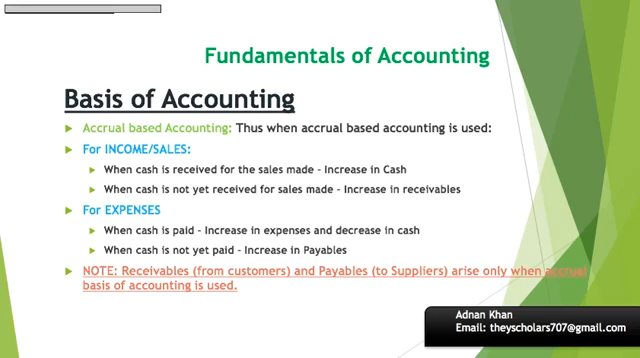 Fundamentals of Accounting
Basis of Accounting
Accrual based Accounting: Thus when accrual based accounting is used:
For INCOME/SALES:
When cash is received for the sales made – Increase in Cash
When cash is not yet received for sales made – Increase in receivables
For EXPENSES
When cash is paid – Increase in expenses and decrease in cash
When cash is not yet paid – Increase in Payables
NOTE: Receivables (from customers) and Payables (to Suppliers) arise only when accrual
basis of accounting is used.
Adnan Khan
Email: theyscholars707@gmail.com